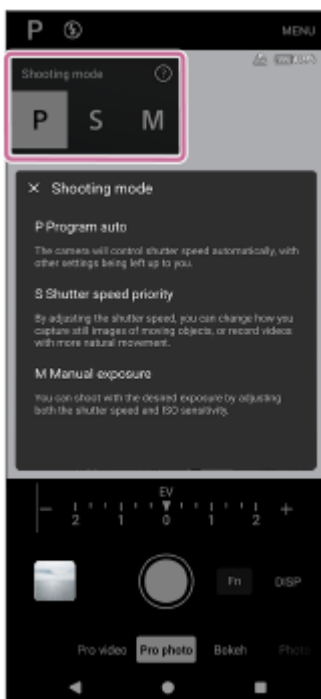 P MENU
Shooting mode ?
P S M
× Shooting mode
P Program auto
The camera will control shutter speed automatically, with
other settings being left up to you.
S Shutter speed priority
By adjusting the shutter speed, you can change how you
capture still images of moving objects, or record videos
with more natural movement.
M Manual exposure
You can shoot with the desired exposure by adjusting
both the shutter speed and ISO sensitivity.
EV
− 2 1 0 1 2 +
Fn DISP
Pro video Pro photo Bokeh Photo